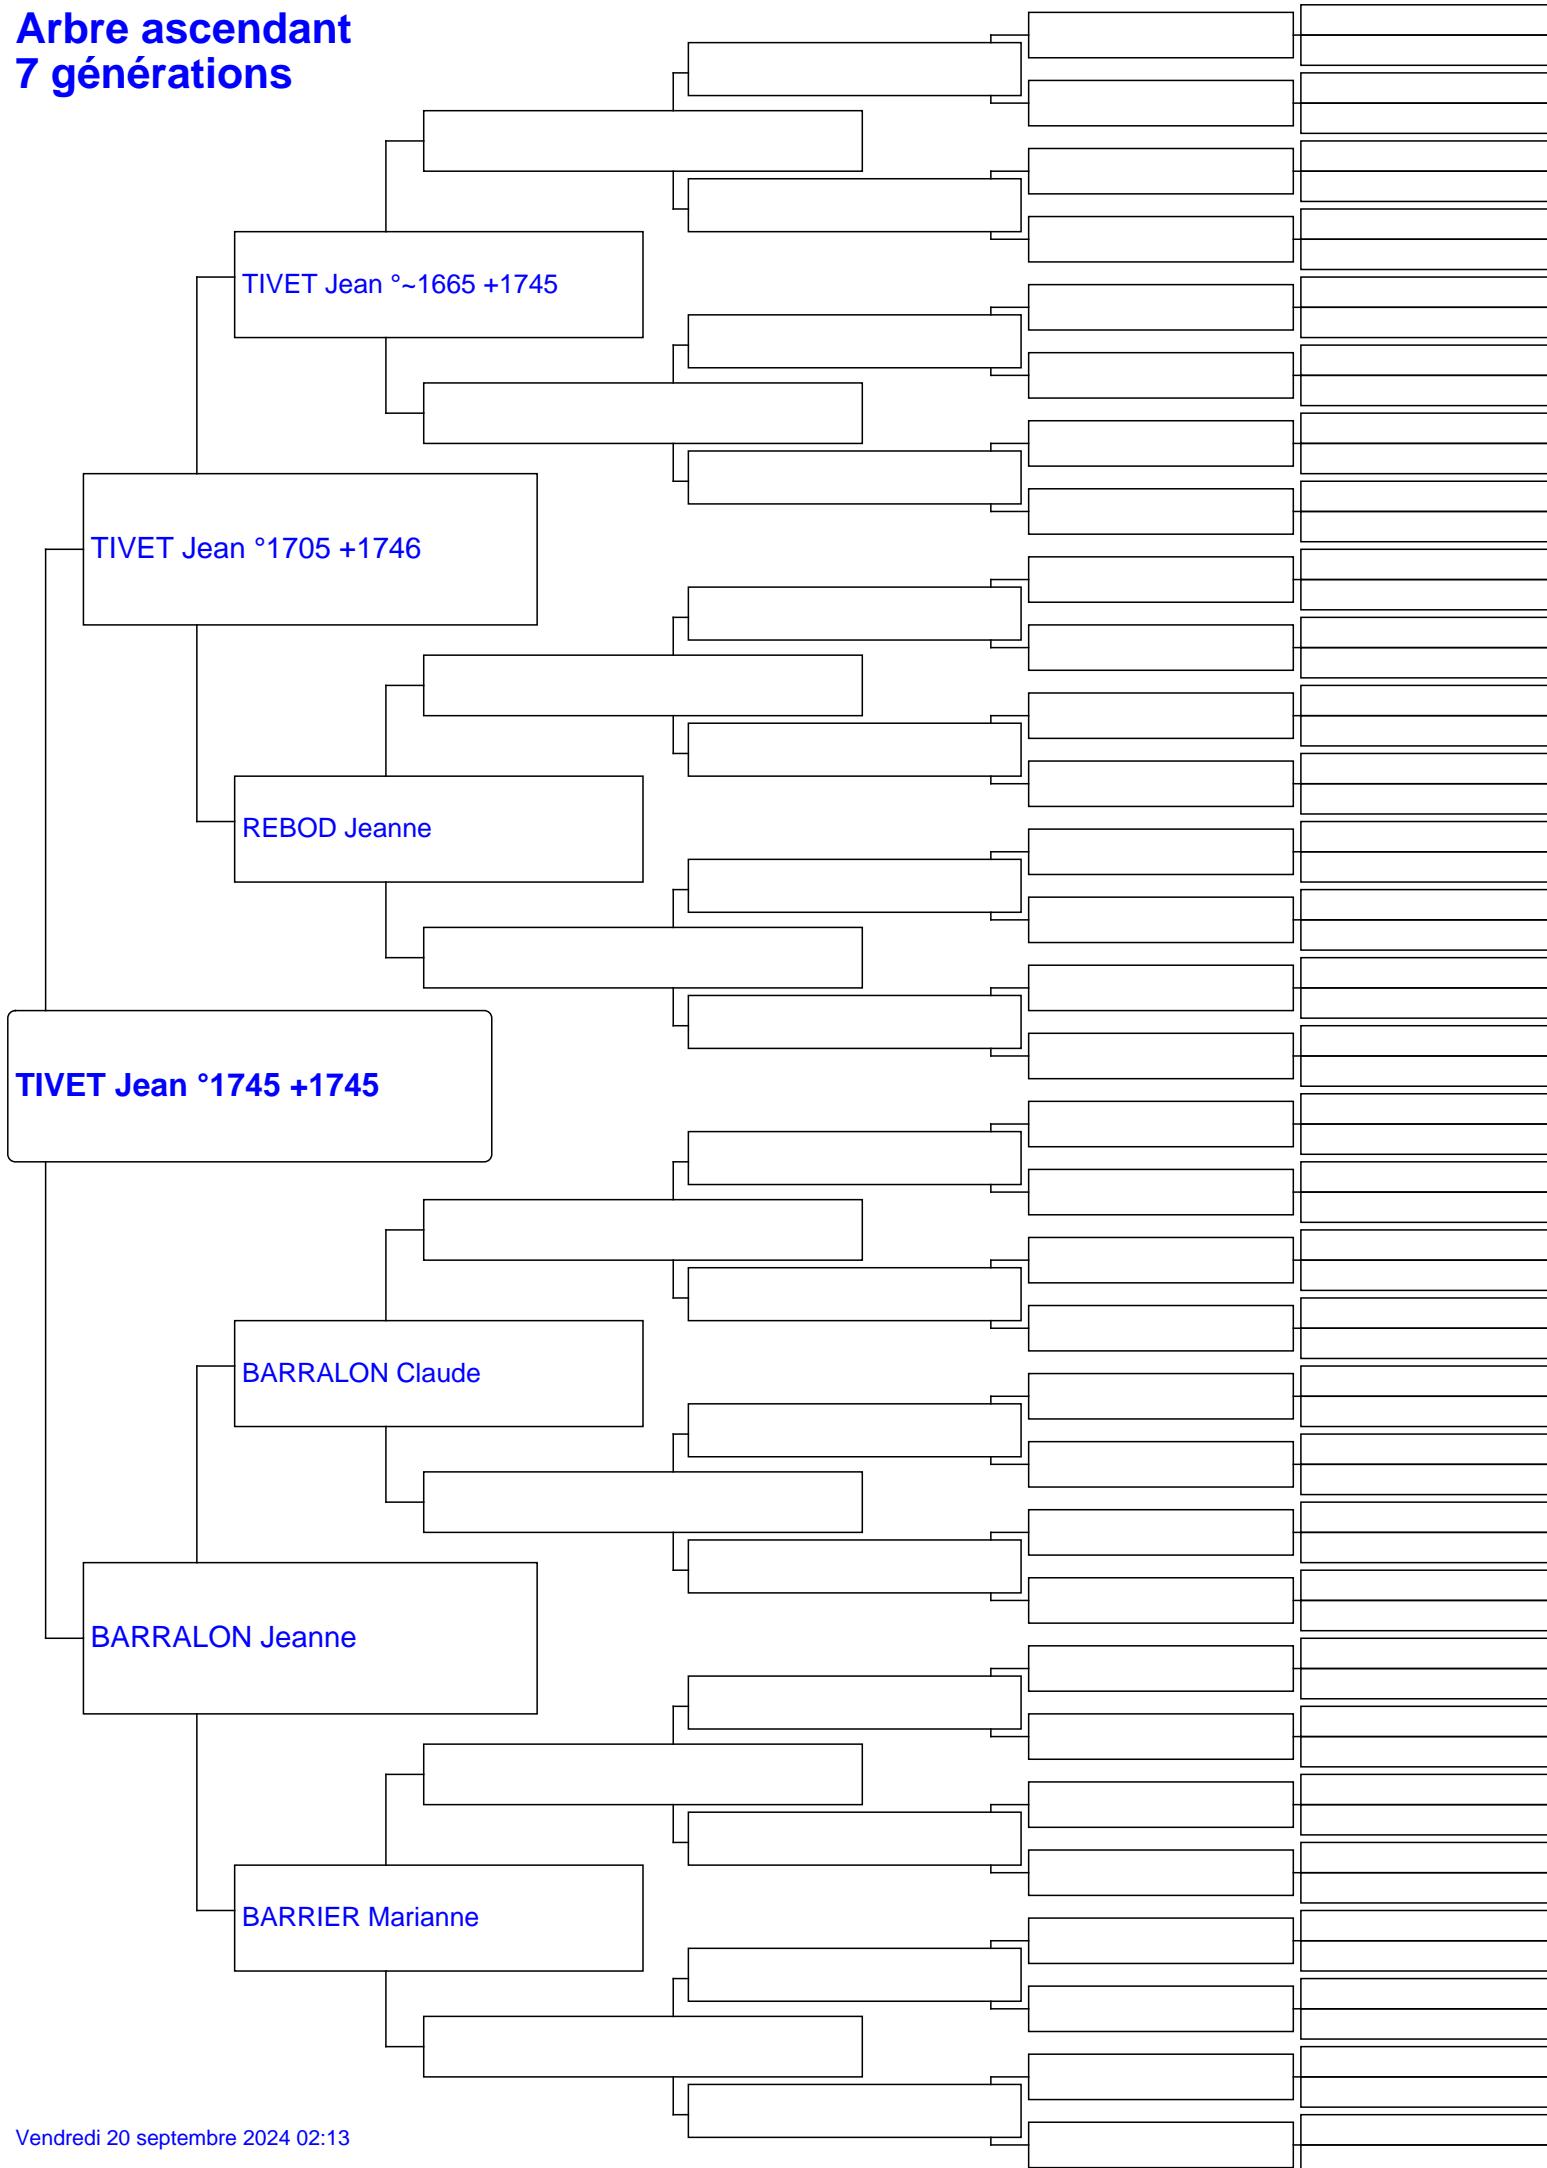 Arbre ascendant
7 générations
TIVET Jean °~1665 +1745
TIVET Jean °1705 +1746
REBOD Jeanne
TIVET Jean °1745 +1745
BARRALON Claude
BARRALON Jeanne
BARRIER Marianne
Vendredi 20 septembre 2024 02:13